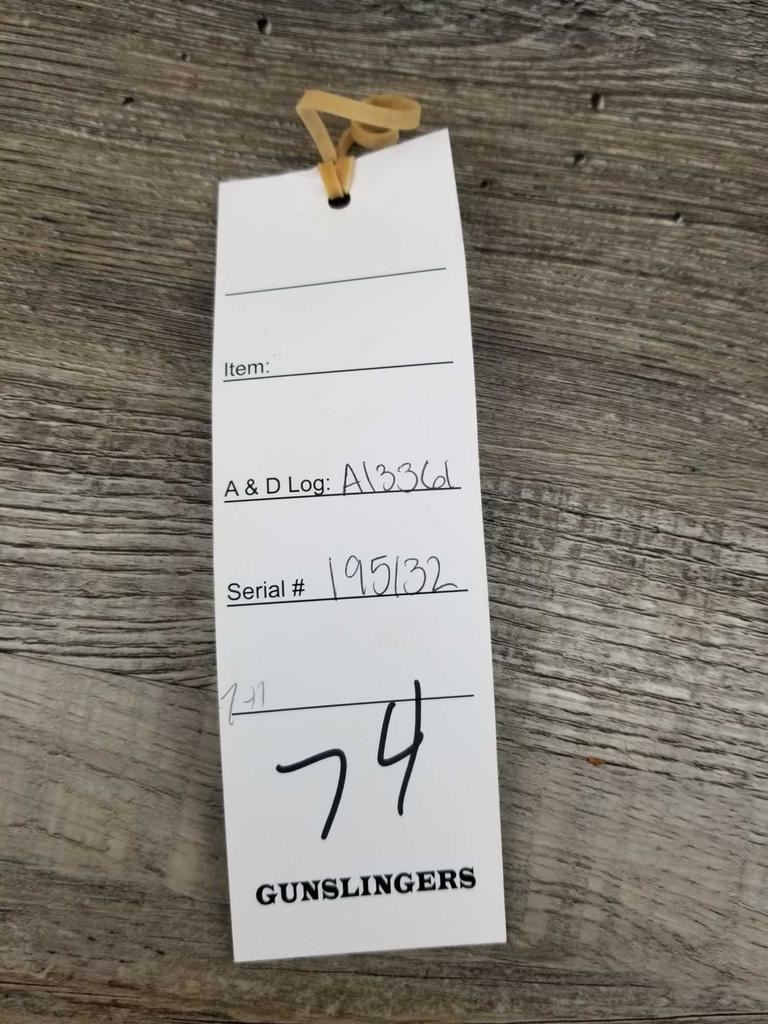 Item:
A & D Log: A13361
Serial # 195132
74
GUNSLINGERS